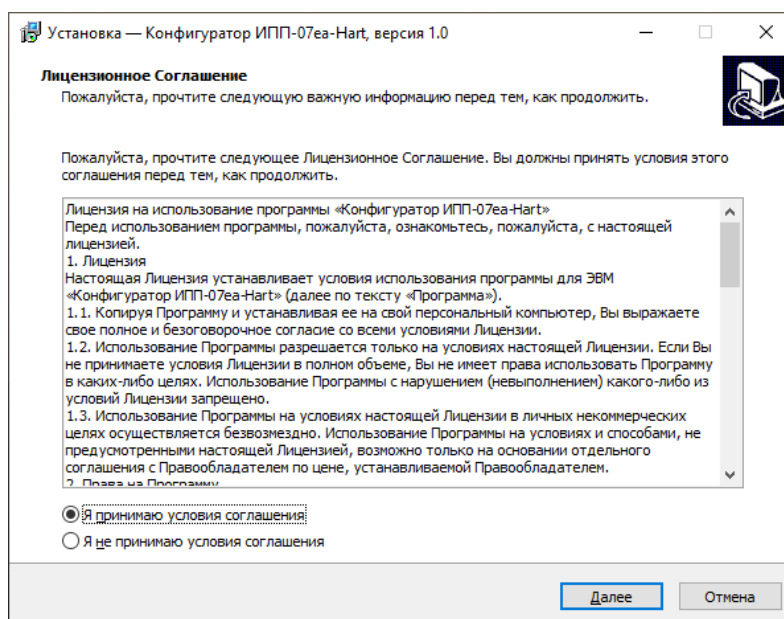 Установка — Конфигуратор ИПП-07еа-Hart, версия 1.0
Лицензионное Соглашение
Пожалуйста, прочтите следующую важную информацию перед тем, как продолжить.
Пожалуйста, прочтите следующее Лицензионное Соглашение. Вы должны принять условия этого
соглашения перед тем, как продолжить.
Лицензия на использование программы «Конфигуратор ИПП-07еа-Hart»
Перед использованием программы, пожалуйста, ознакомьтесь, пожалуйста, с настоящей
лицензией.
1. Лицензия
Настоящая Лицензия устанавливает условия использования программы для ЭВМ
«Конфигуратор ИПП-07еа-Hart» (далее по тексту «Программа»).
1.1. Копируя Программу и устанавливая ее на свой персональный компьютер, Вы выражаете
свое полное и безоговорочное согласие со всеми условиями Лицензии.
1.2. Использование Программы разрешается только на условиях настоящей Лицензии. Если Вы
не принимаете условия Лицензии в полном объеме, Вы не имеет права использовать Программу
в каких-либо целях. Использование Программы с нарушением (невыполнением) какого-либо из
условий Лицензии запрещено.
1.3. Использование Программы на условиях настоящей Лицензии в личных некоммерческих
целях осуществляется безвозмездно. Использование Программы на условиях и способами, не
предусмотренными настоящей Лицензией, возможно только на основании отдельного
соглашения с Правообладателем по цене, устанавливаемой Правообладателем.
2. Права на Программу
Я принимаю условия соглашения
Я не принимаю условия соглашения
Далее
Отмена